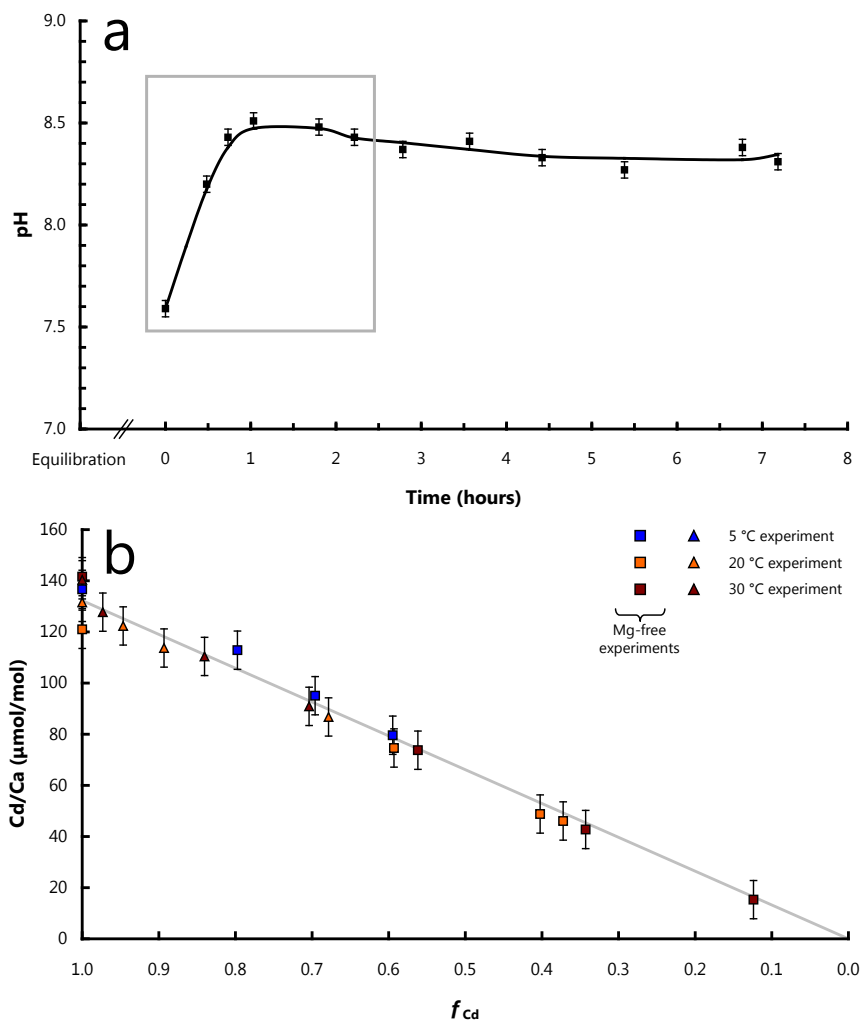 a
9.0
8.5
8.0
7.5
7.0
pH
Equilibration 0 1 2 3 4 5 6 7 8
Time (hours)
b
160
140
120
100
80
60
40
20
0
Cd/Ca (μmol/mol)
5 °C experiment
20 °C experiment
30 °C experiment
Mg-free
experiments
1.0 0.9 0.8 0.7 0.6 0.5 0.4 0.3 0.2 0.1 0.0
f Cd